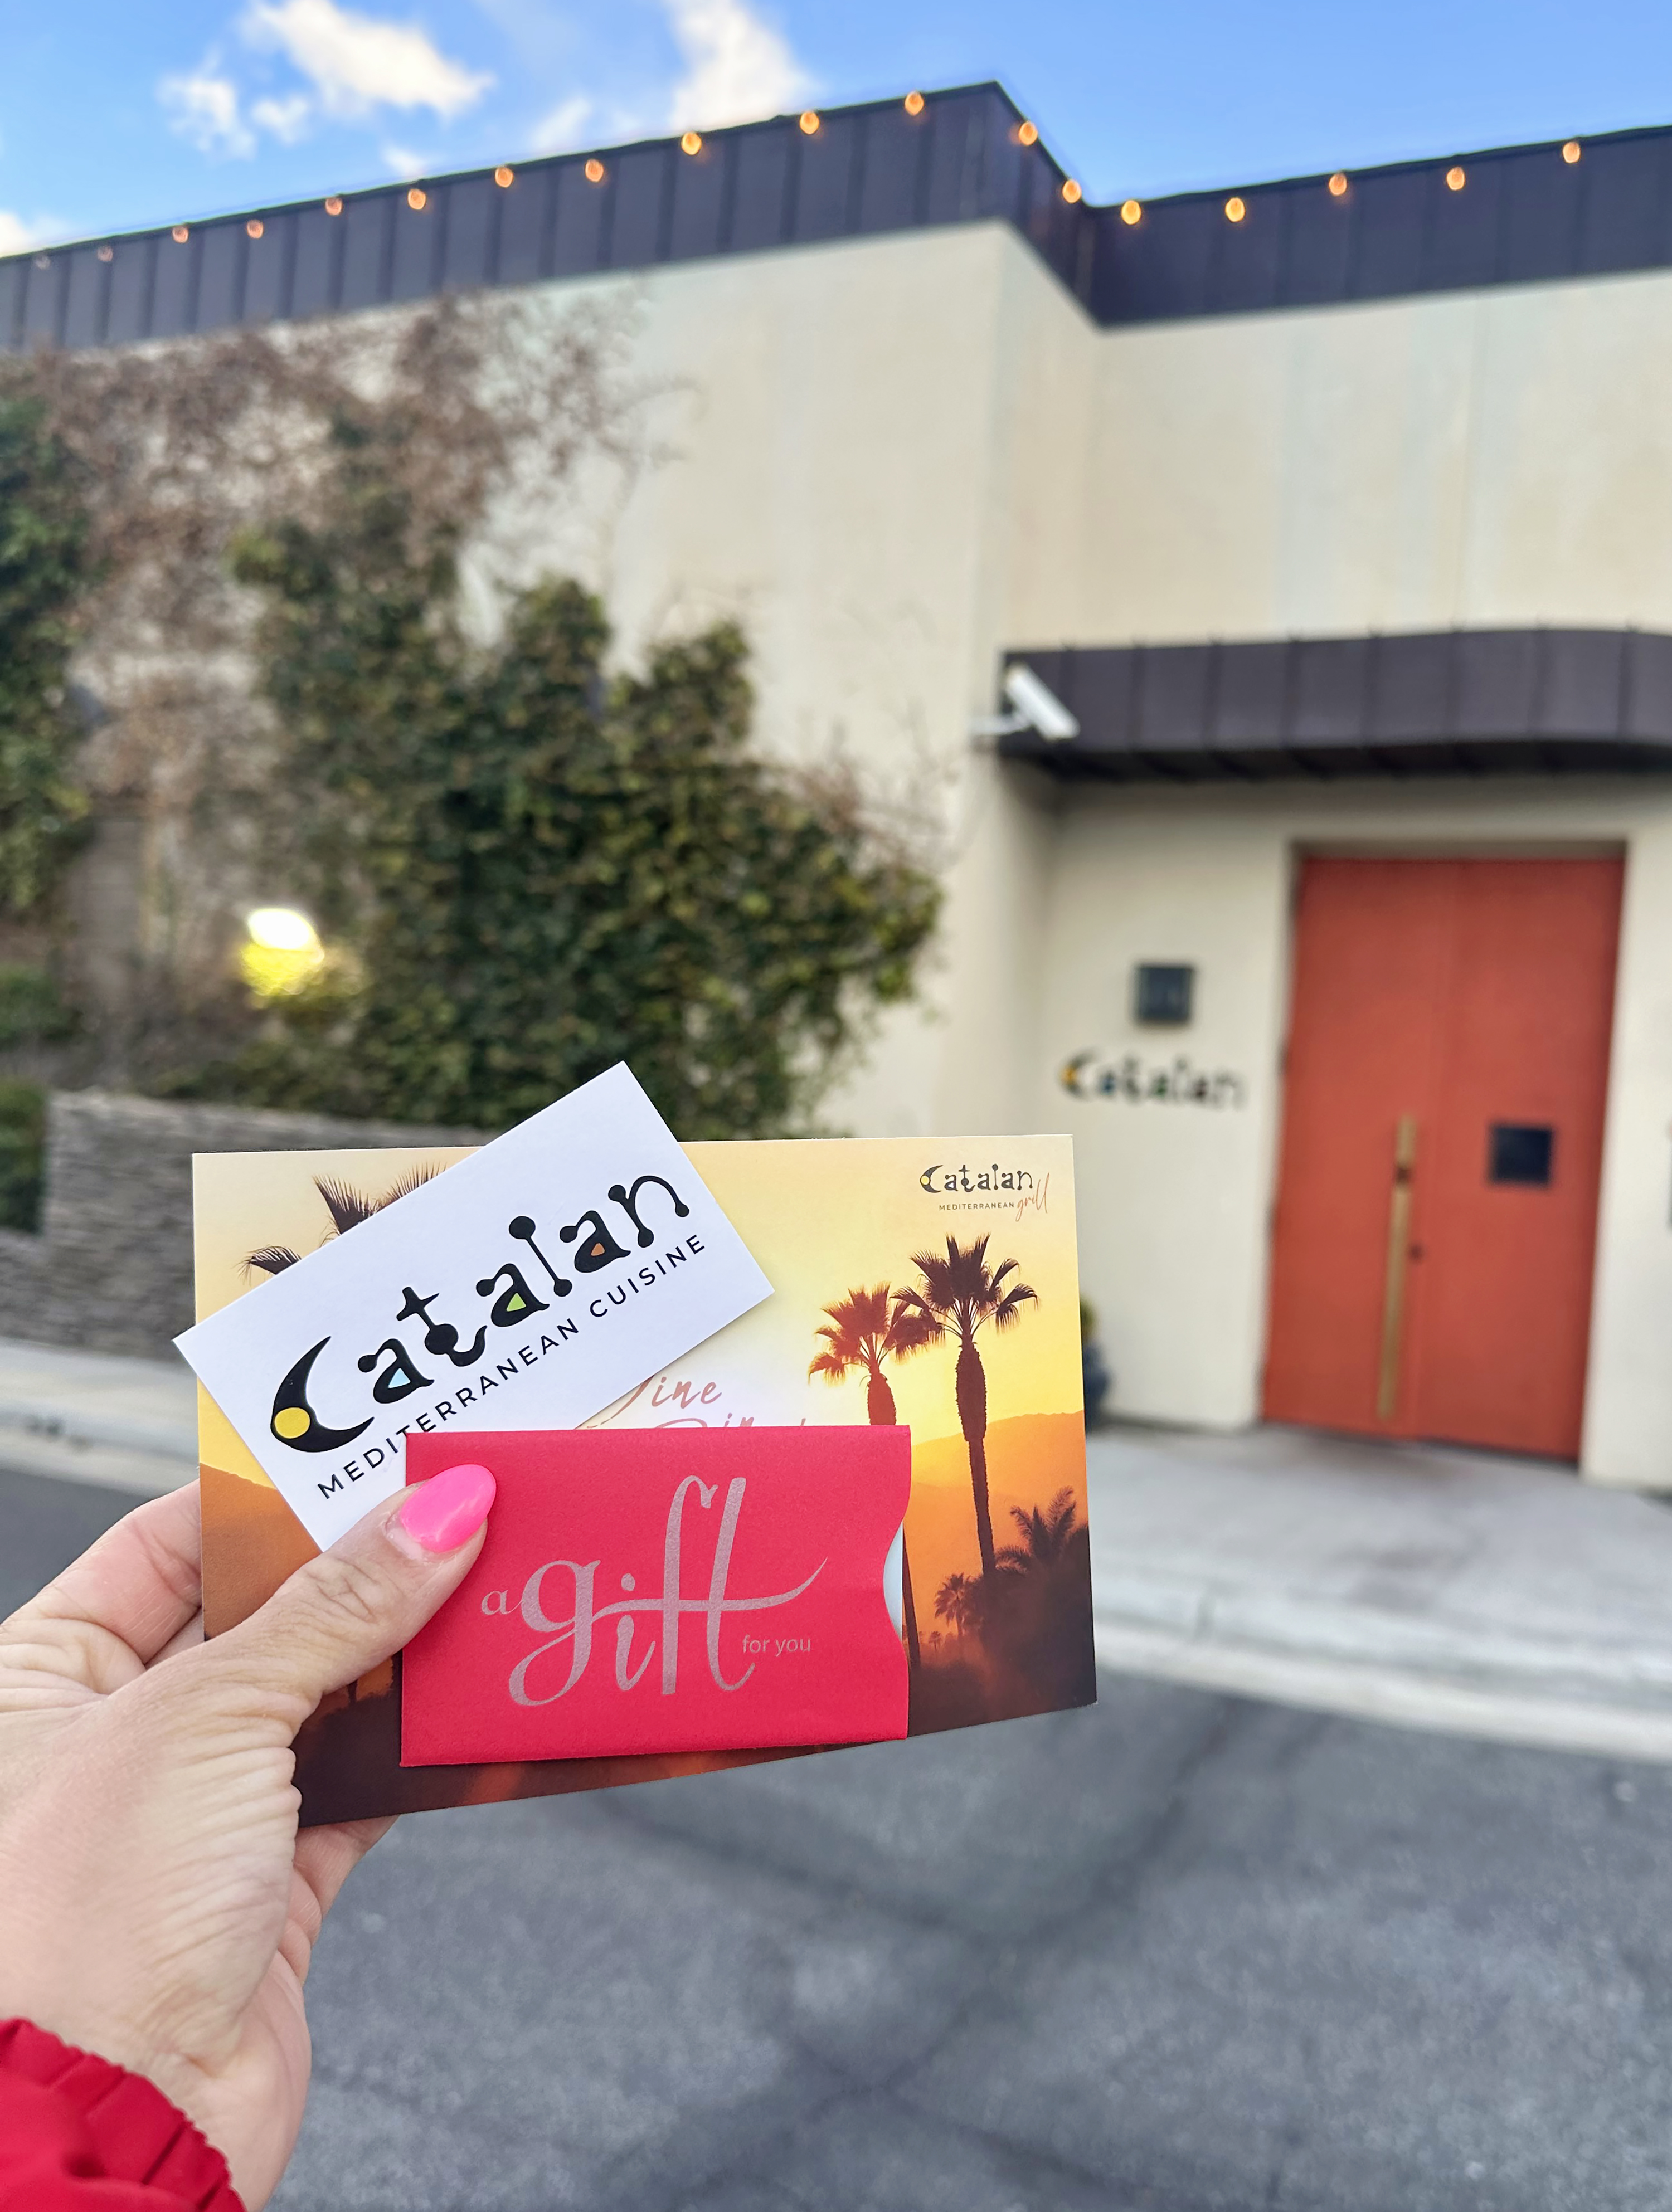 Catalan
Catalan
MEDITERRANEAN grill
Catalan
MEDITERRANEAN CUISINE
a gift
for you